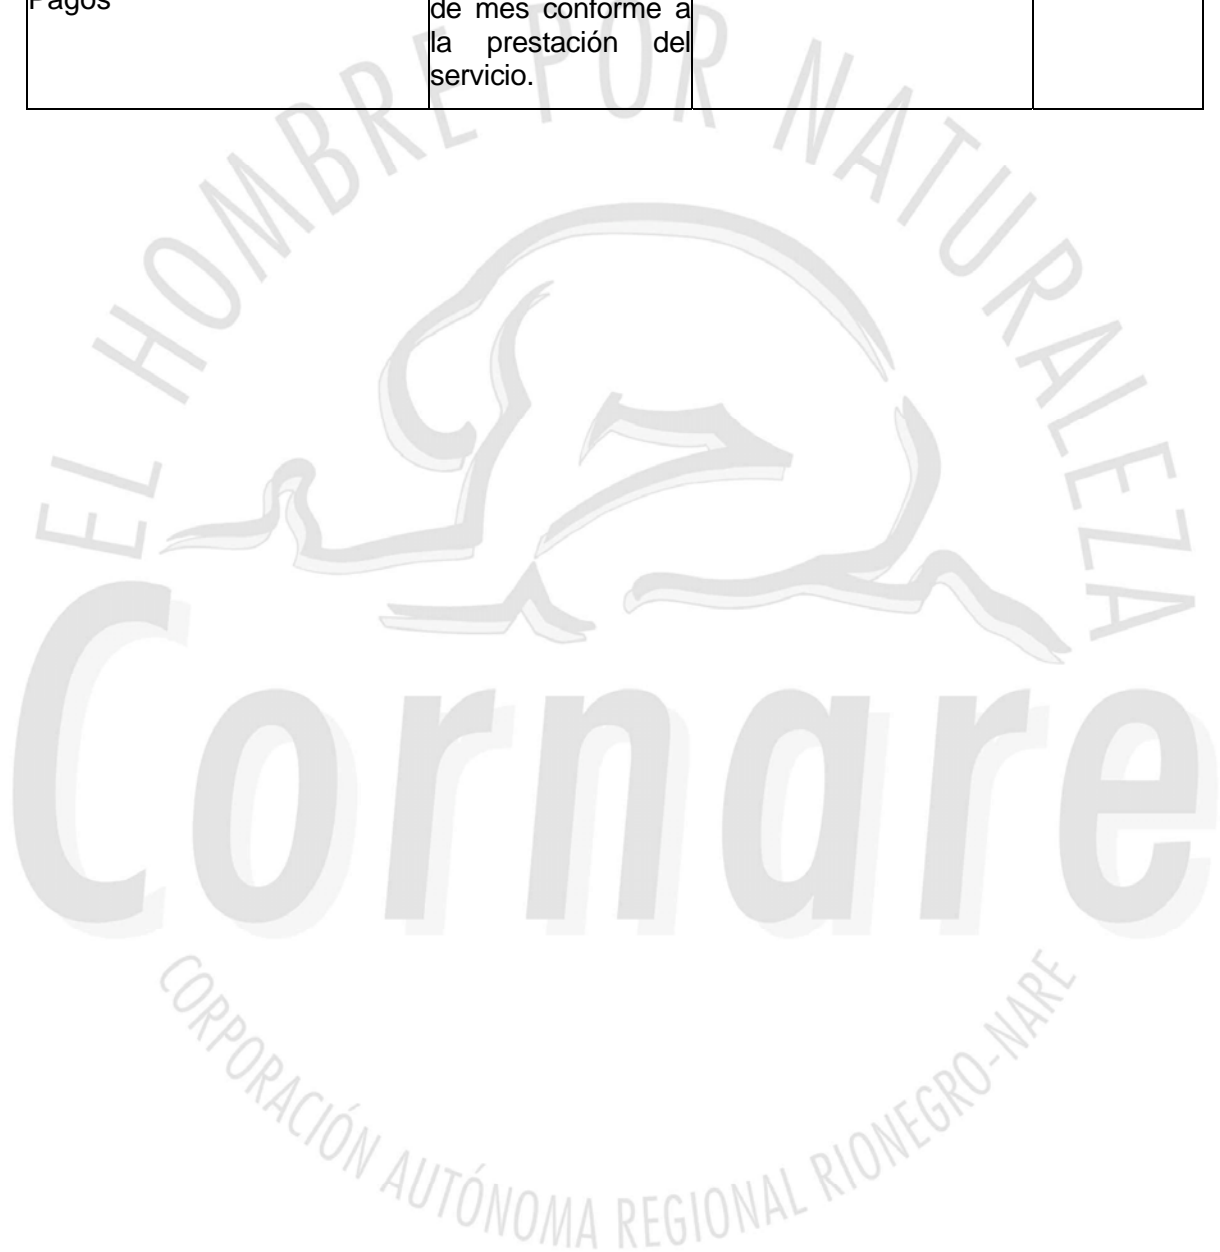 Pagos
de mes conforme a
la prestación del
servicio.
EL HOMBRE POR NATURALEZA
Cornare
CORPORACIÓN AUTÓNOMA REGIONAL RIONEGRO-NARE